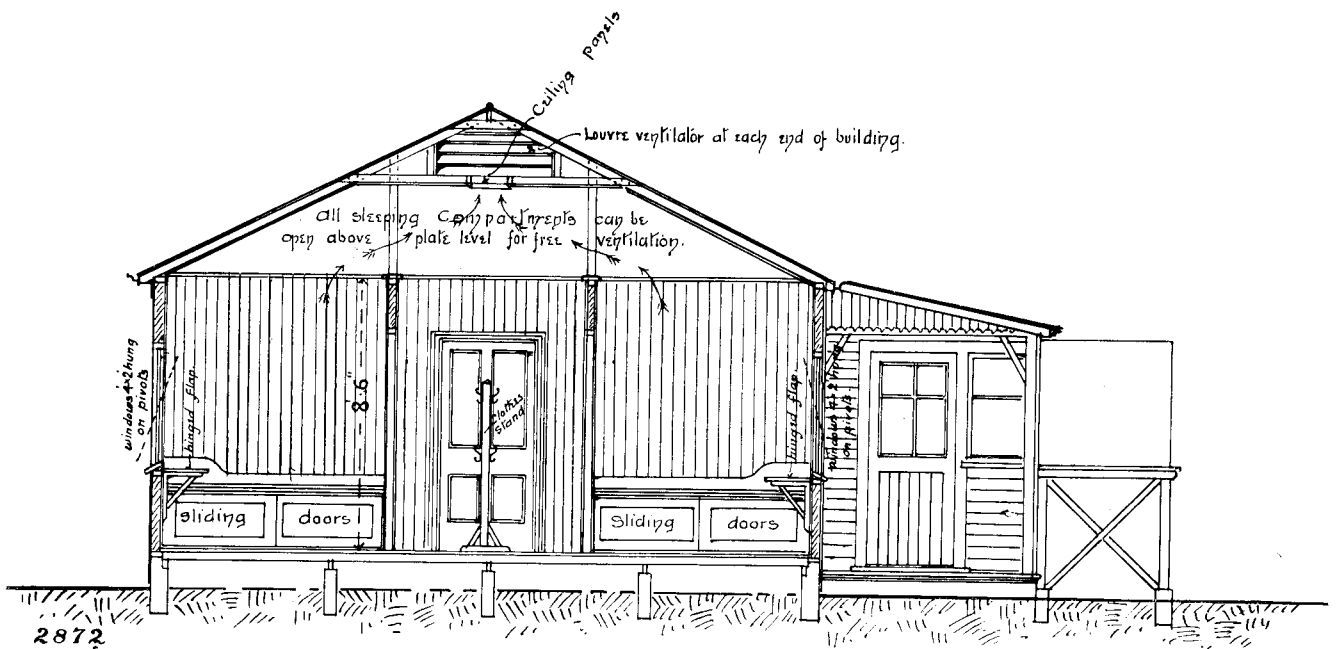 Ceiling panels
Louvre ventilator at each end of building.
All sleeping Compartments can be
open above plate level for free ventilation.
windows 4×2 hung
on pivots
hinged flap.
8'.6"
Clothes
stand
hinged flap.
windows 4×2 hung
on pivots.
sliding
doors
sliding
doors
2872